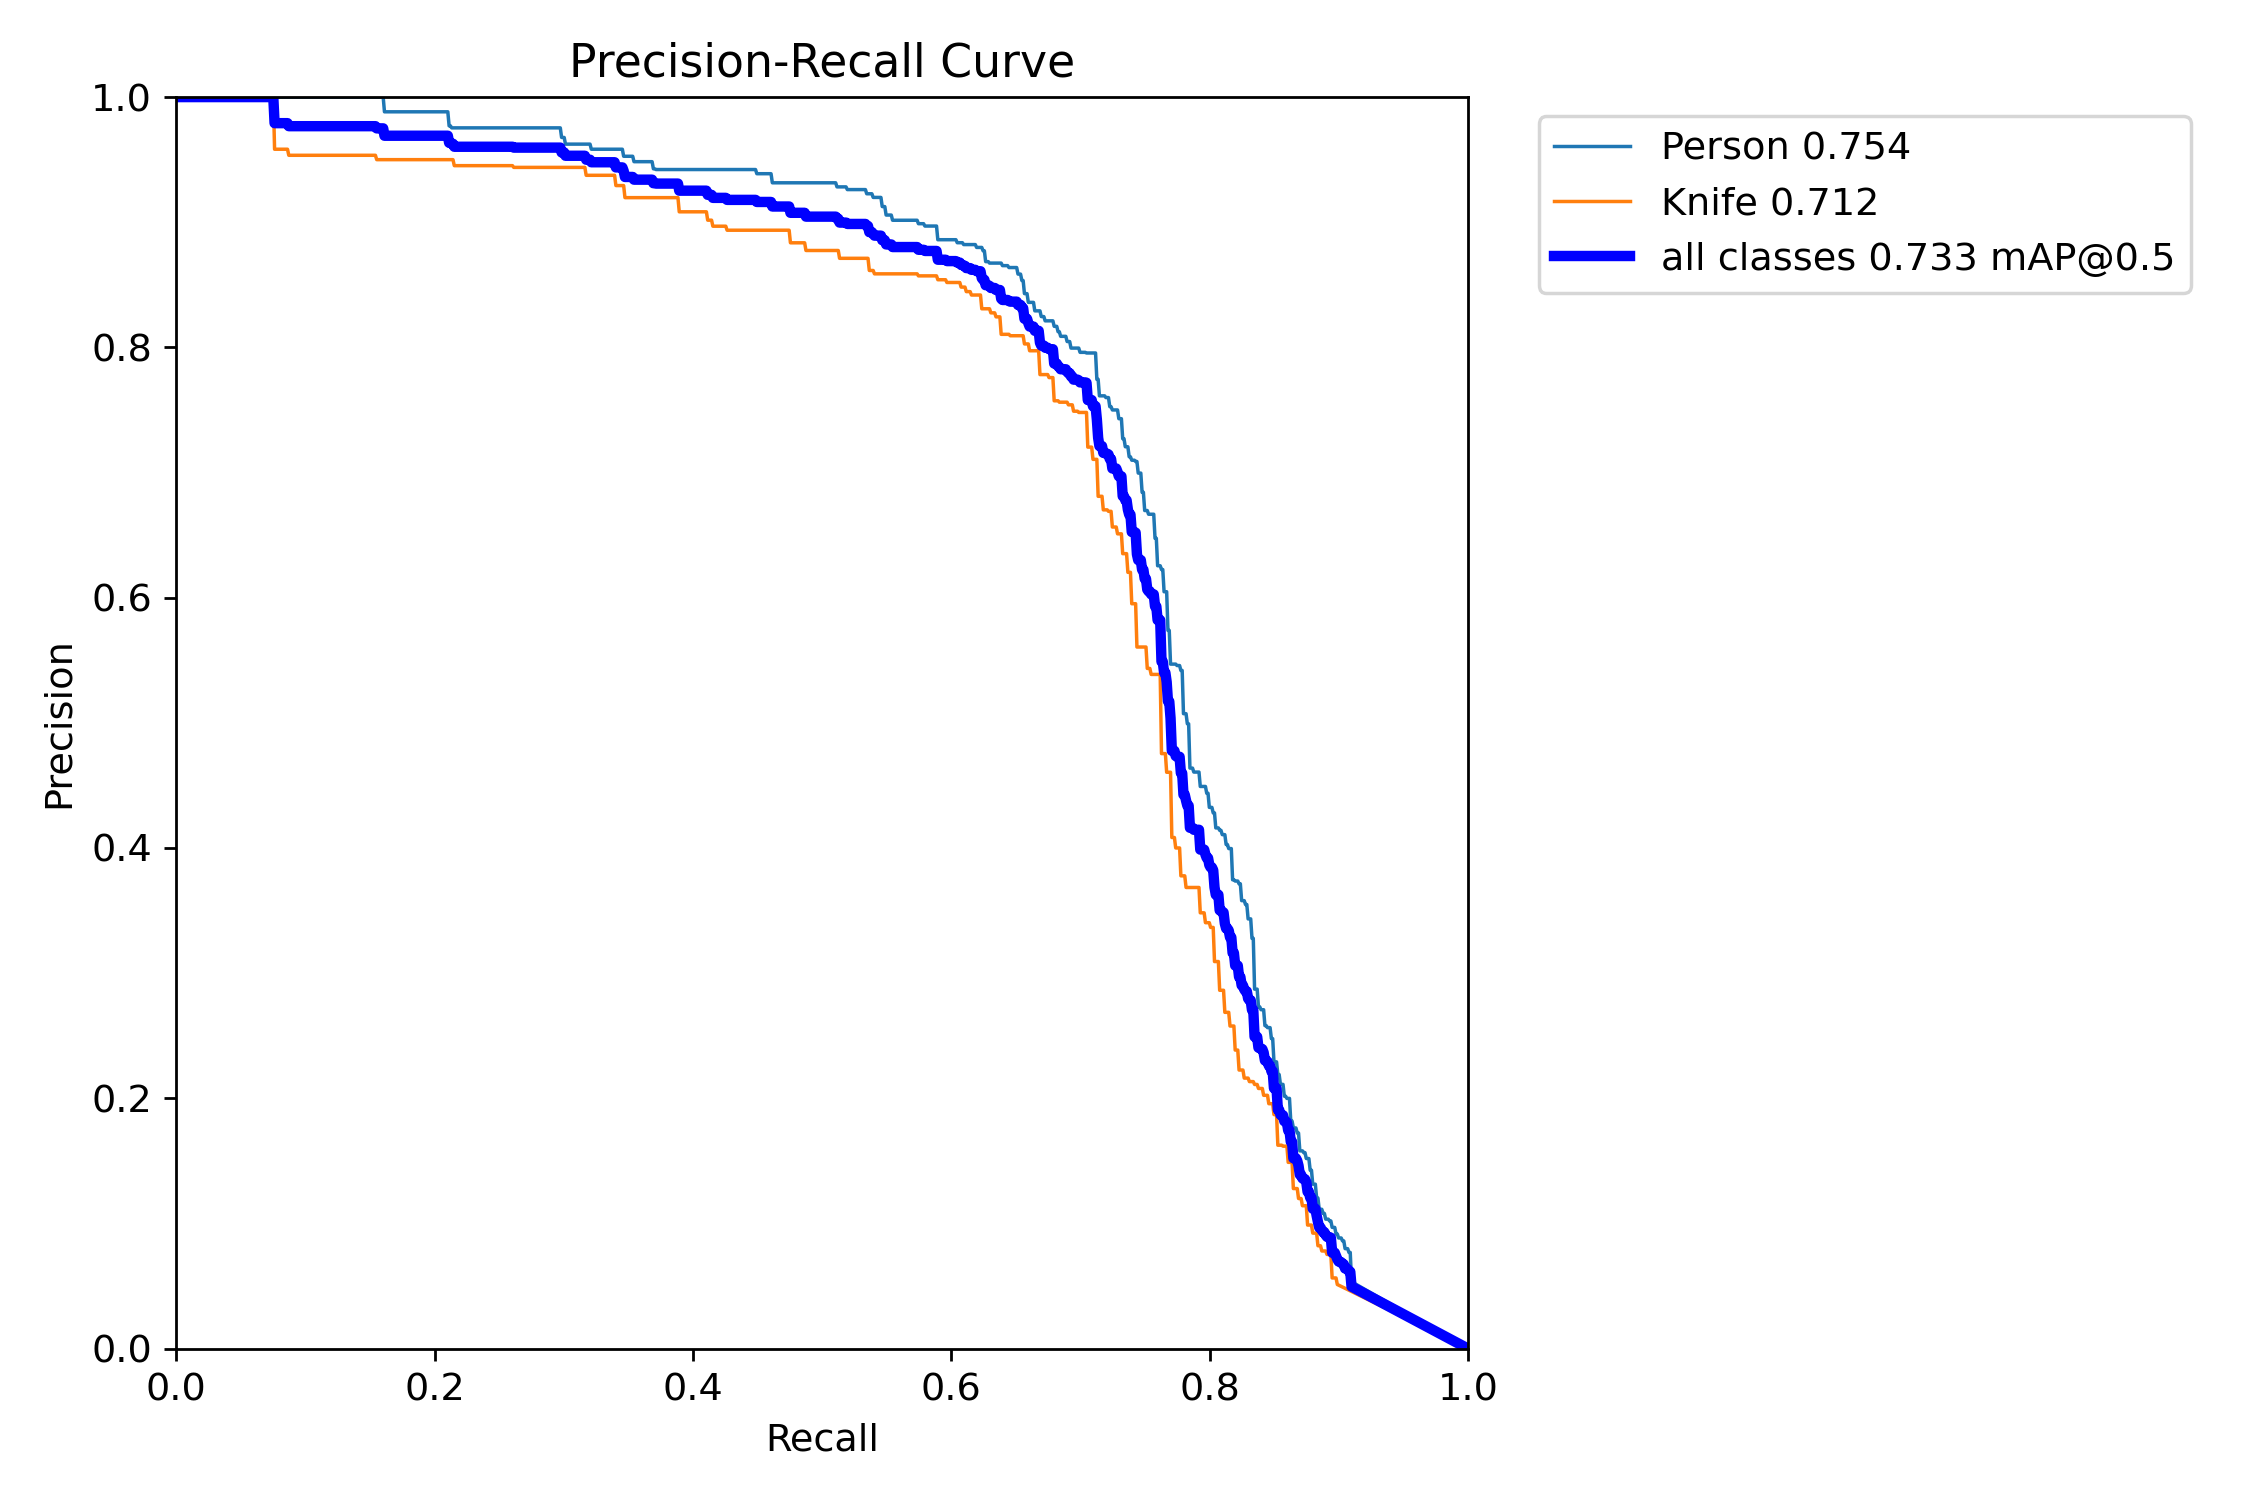 Precision-Recall Curve
Person 0.754
Knife 0.712
all classes 0.733 mAP@0.5
1.0
0.8
0.6
0.4
0.2
0.0
Precision
0.0 0.2 0.4 0.6 0.8 1.0
Recall